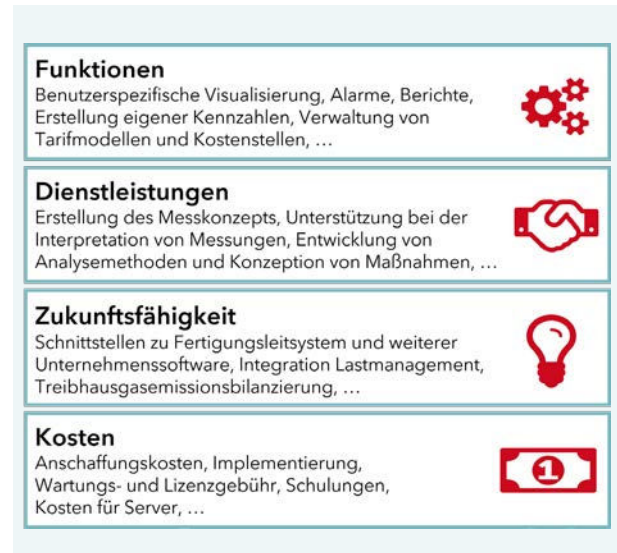 Funktionen
Benutzerspezifische Visualisierung, Alarme, Berichte,
Erstellung eigener Kennzahlen, Verwaltung von
Tarifmodellen und Kostenstellen, …
Dienstleistungen
Erstellung des Messkonzepts, Unterstützung bei der
Interpretation von Messungen, Entwicklung von
Analysemethoden und Konzeption von Maßnahmen, …
Zukunftsfähigkeit
Schnittstellen zu Fertigungsleitsystem und weiterer
Unternehmenssoftware, Integration Lastmanagement,
Treibhausgasemissionsbilanzierung, …
Kosten
Anschaffungskosten, Implementierung,
Wartungs- und Lizenzgebühr, Schulungen,
Kosten für Server, …
1